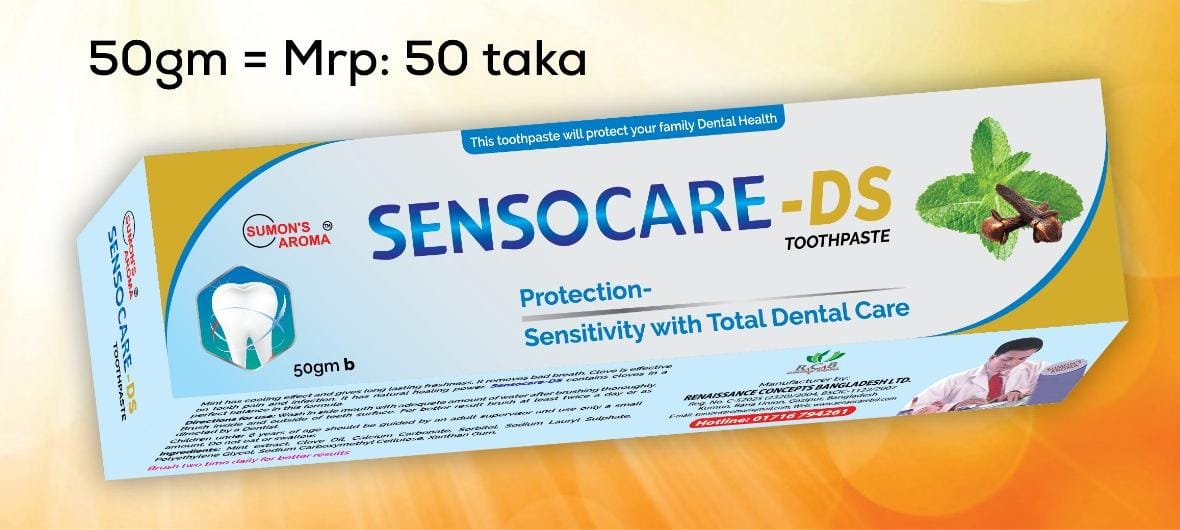 50gm = Mrp: 50 taka
This toothpaste will protect your family Dental Health
SUMON'S
AROMA
TM
SENSOCARE-DS
TOOTHPASTE
Protection-
Sensitivity with Total Dental Care
50gm b
SUMON'S
AROMA
SENSOCARE-DS
TOOTHPASTE
Mint has cooling effect and gives long lasting freshness. It removes bad breath. Clove is effective
on tooth pain and infection. It has natural healing power. Sensocare-DS contains cloves in a
perfect balance in this formula.
Directions for use: Wash in side mouth with adequate amount of water after brushing thoroughly.
Brush inside and outside of teeth surface. For better result brush at least twice a day or as
directed by a Dentist.
Children under 6 years of age should be guided by an adult supervisor and use only a small
amount. Do not eat or swallow.
Ingredients: Mint extract, Clove Oil, Calcium Carbonate, Sorbitol, Sodium Lauryl Sulphate,
Polyethylene Glycol, Sodium Carboxymethyl Cellulose, Xanthan Gum.
Brush two time daily for better results
Manufacturer by:
RENAISSANCE CONCEPTS BANGLADESH LTD.
Reg. No. C-52025 (2328)/2004, BSCIC-1122/2007
Kumun, Baria Union, Gazipur, Bangladesh
Hotline: 01716 794261